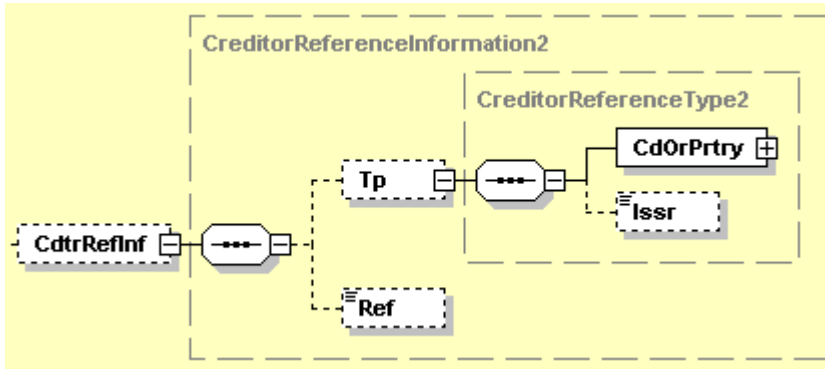 CreditorReferenceInformation2
CreditorReferenceType2
CdOrPrtry
Tp
Issr
CdtrRefInf
Ref